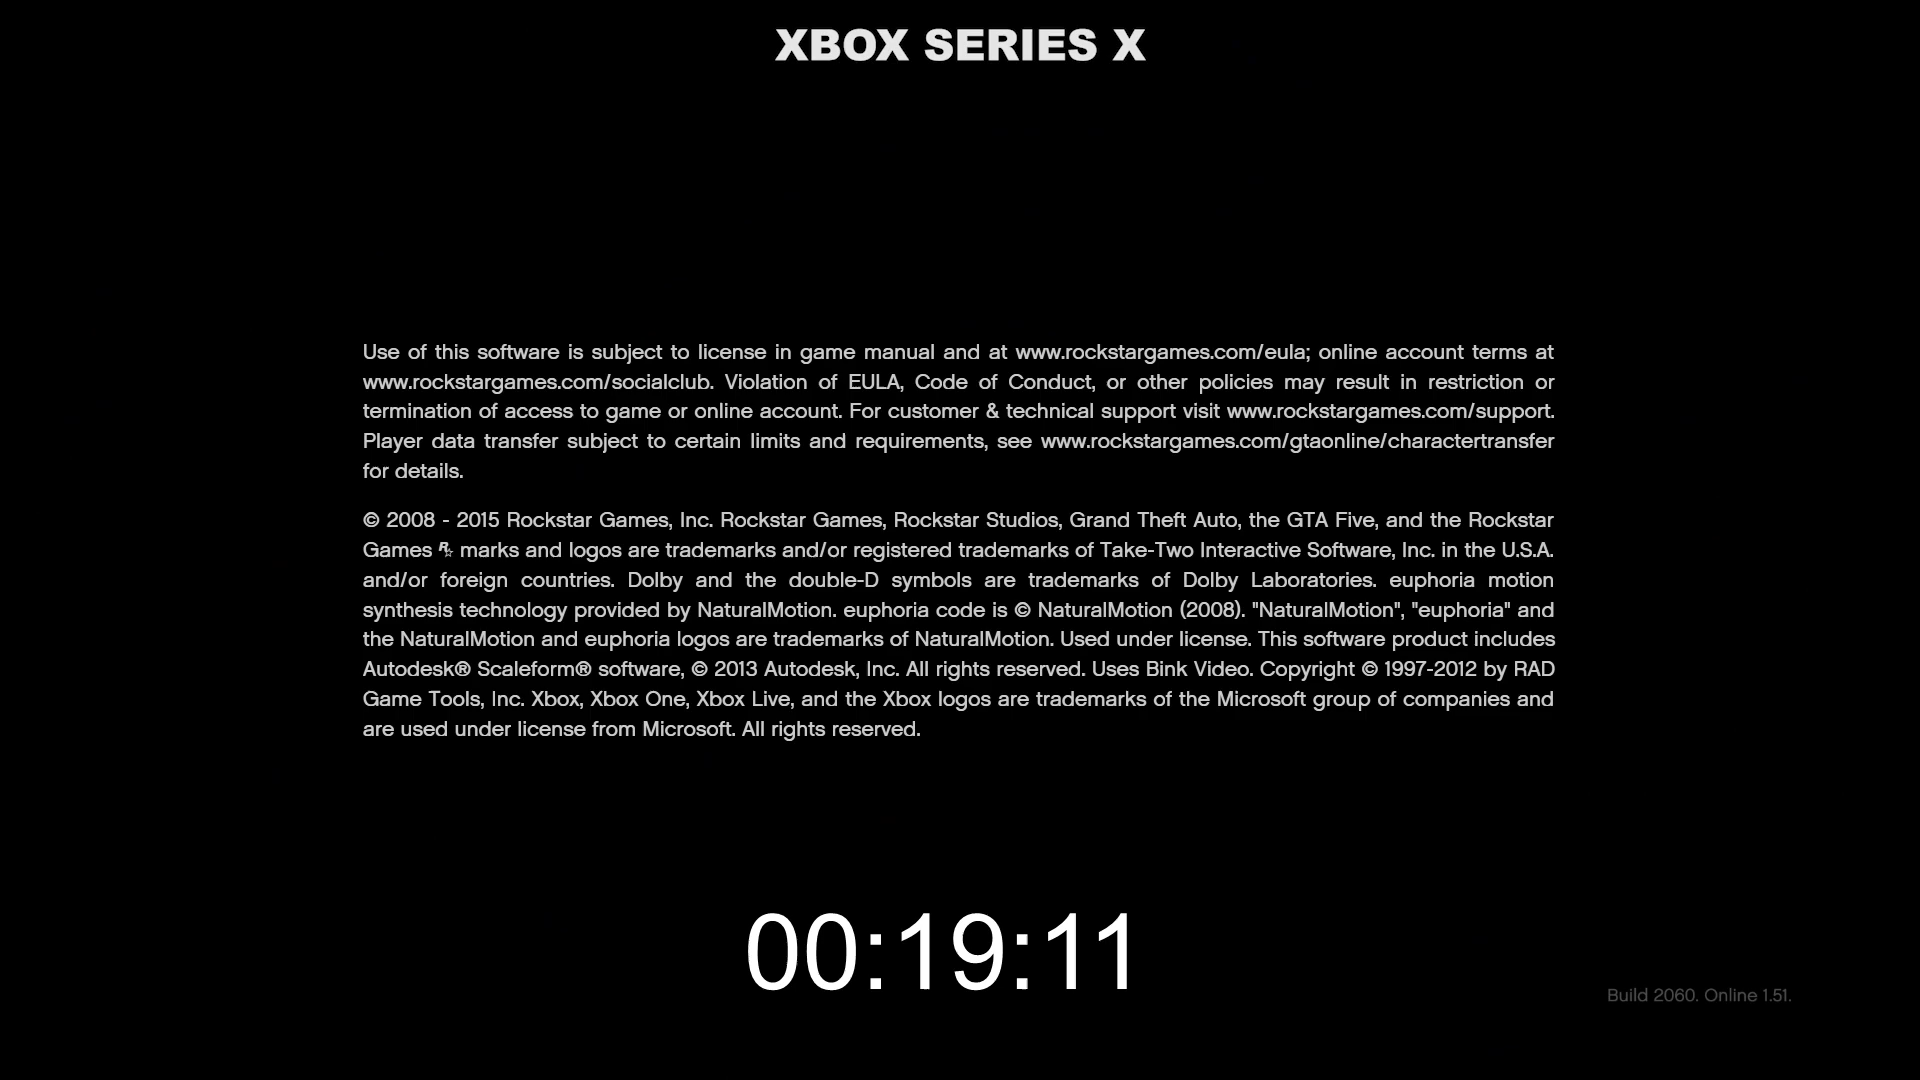 XBOX SERIES X
Use of this software is subject to license in game manual and at www.rockstargames.com/eula; online account terms at
www.rockstargames.com/socialclub. Violation of EULA, Code of Conduct, or other policies may result in restriction or
termination of access to game or online account. For customer & technical support visit www.rockstargames.com/support.
Player data transfer subject to certain limits and requirements, see www.rockstargames.com/gtaonline/charactertransfer
for details.
© 2008 - 2015 Rockstar Games, Inc. Rockstar Games, Rockstar Studios, Grand Theft Auto, the GTA Five, and the Rockstar
Games R* marks and logos are trademarks and/or registered trademarks of Take-Two Interactive Software, Inc. in the U.S.A.
and/or foreign countries. Dolby and the double-D symbols are trademarks of Dolby Laboratories. euphoria motion
synthesis technology provided by NaturalMotion. euphoria code is © NaturalMotion (2008). "NaturalMotion", "euphoria" and
the NaturalMotion and euphoria logos are trademarks of NaturalMotion. Used under license. This software product includes
Autodesk® Scaleform® software, © 2013 Autodesk, Inc. All rights reserved. Uses Bink Video. Copyright © 1997-2012 by RAD
Game Tools, Inc. Xbox, Xbox One, Xbox Live, and the Xbox logos are trademarks of the Microsoft group of companies and
are used under license from Microsoft. All rights reserved.
00:19:11
Build 2060. Online 1.51.